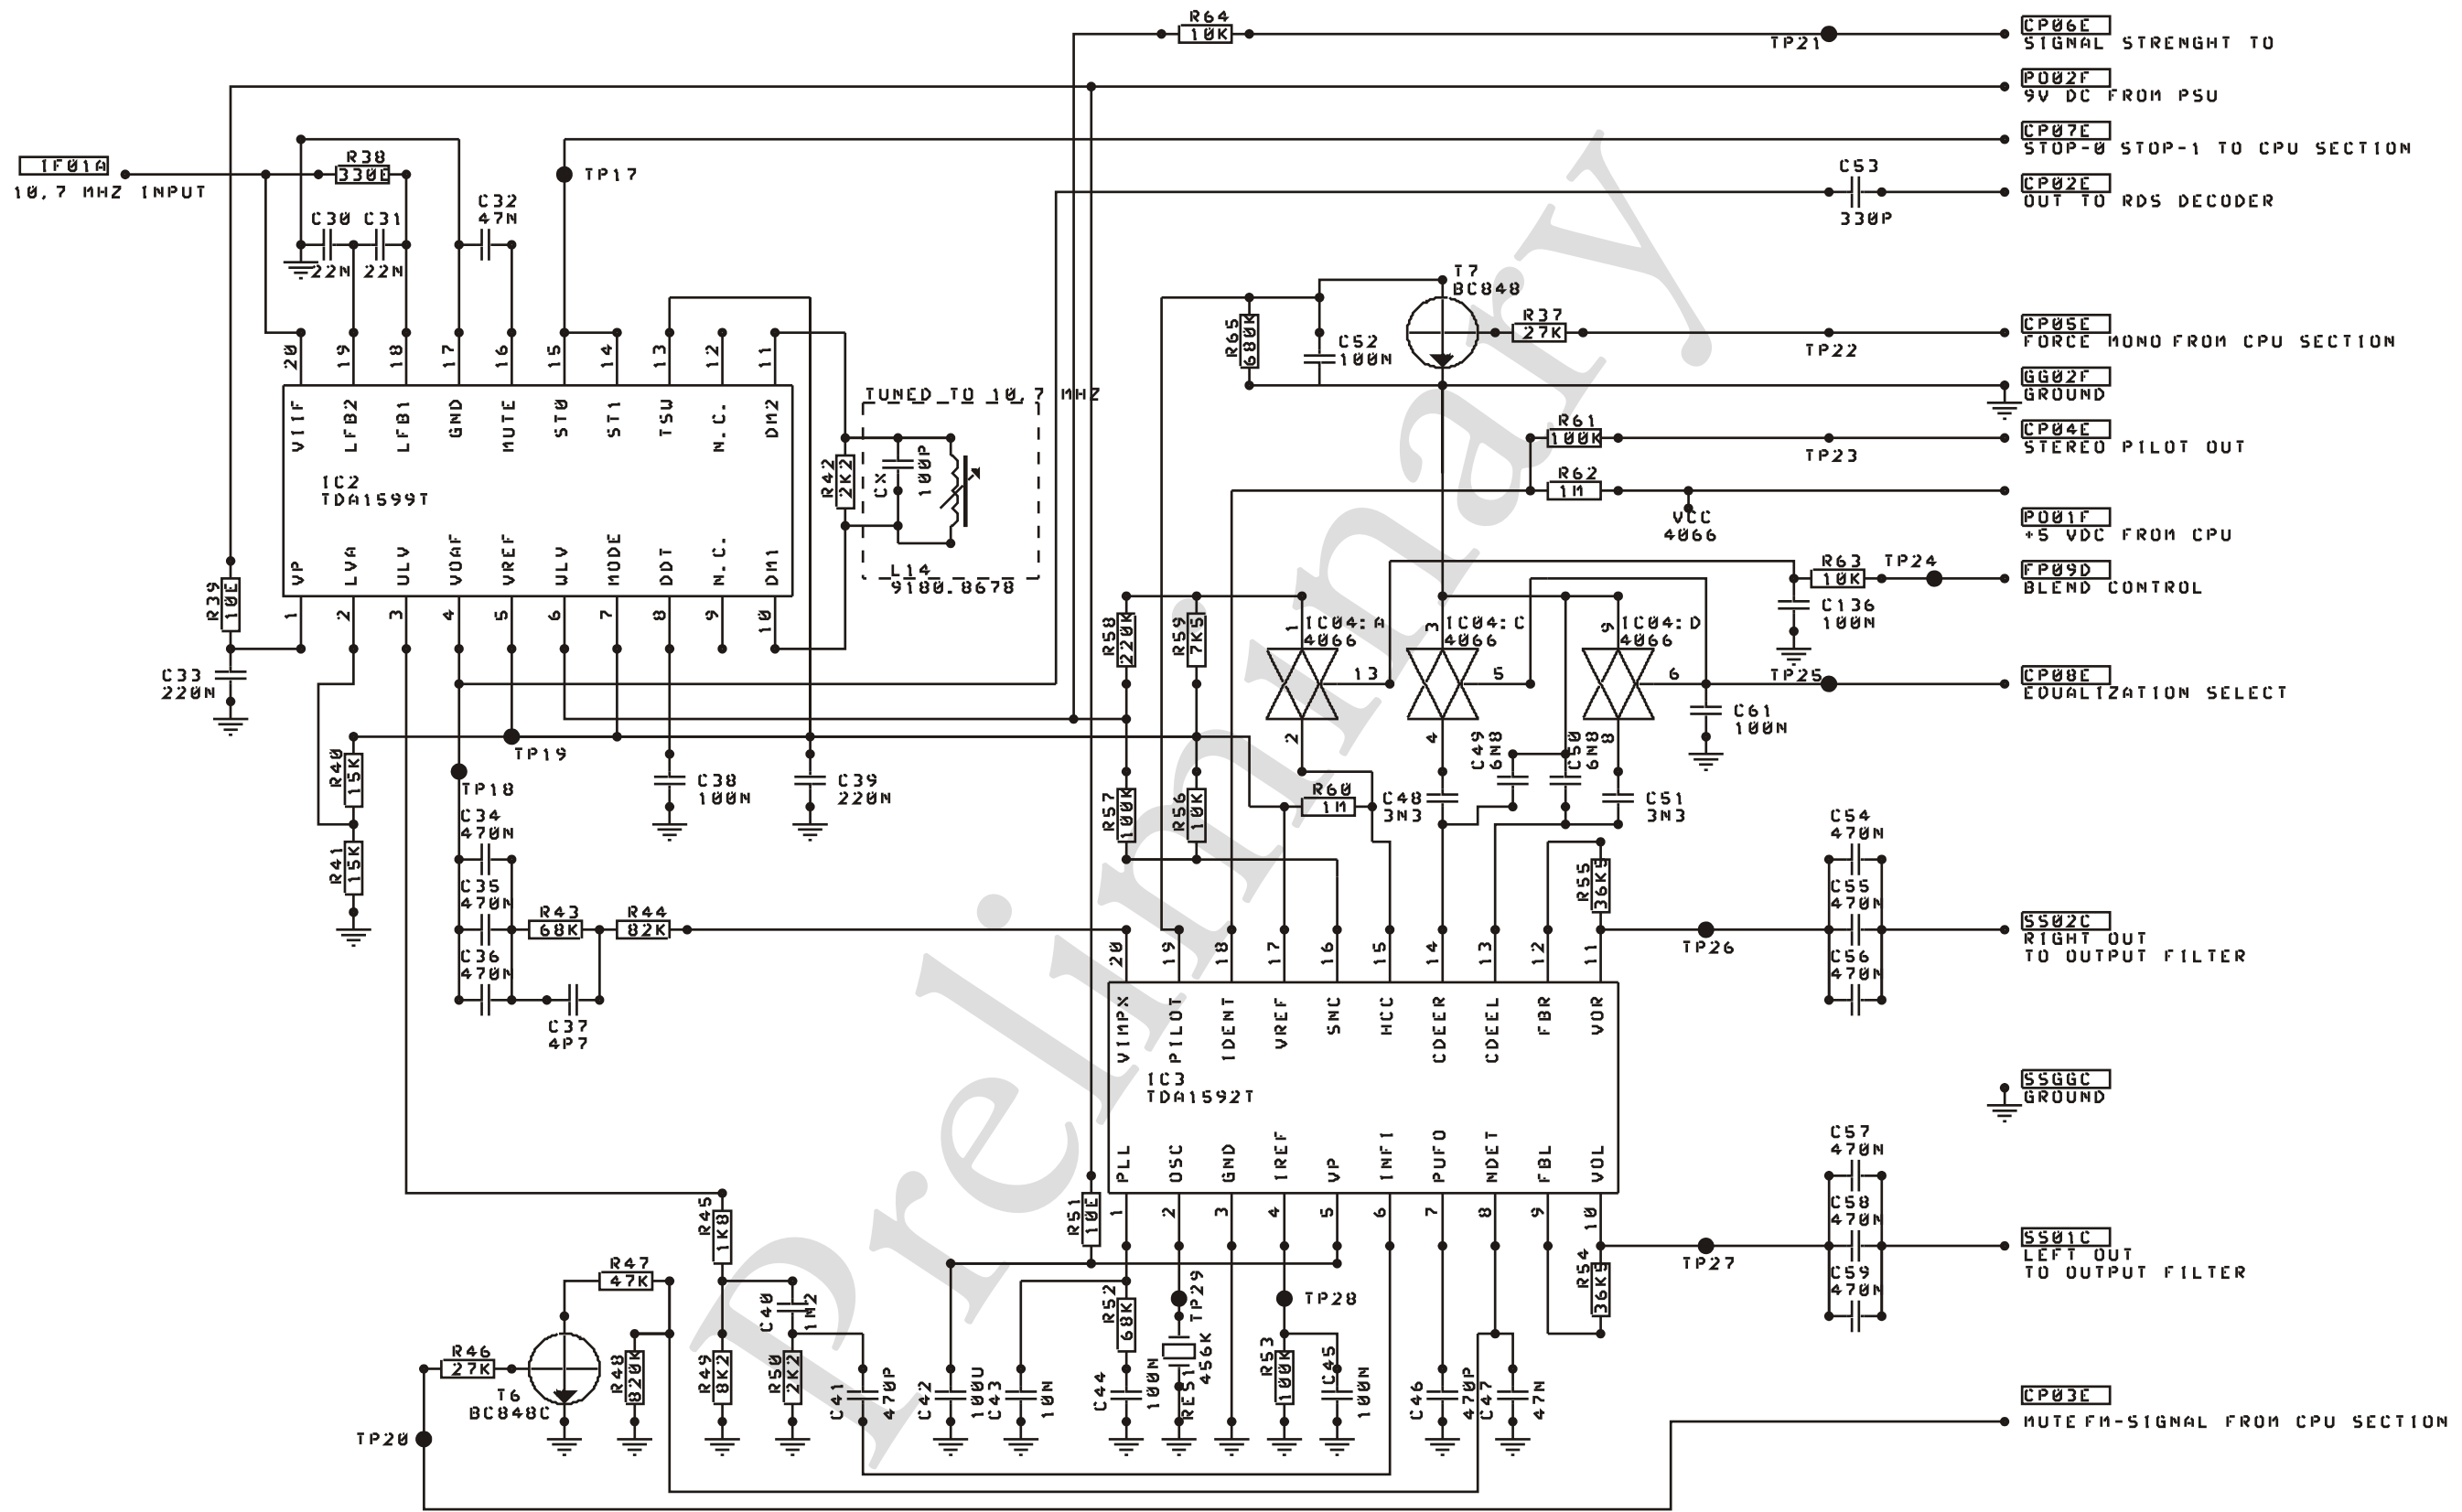 R64
10K
TP21
CP06E
SIGNAL STRENGHT TO
PO02F
9V DC FROM PSU
CP07E
STOP-0 STOP-1 TO CPU SECTION
IF01A
10,7 MHZ INPUT
R38
330E
C30 C31
22N 22N
C32
47N
TP17
C53
330P
CP02E
OUT TO RDS DECODER
T7
BC848
R65
680K
C52
100N
R37
27K
TP22
CP05E
FORCE MONO FROM CPU SECTION
GG02F
GROUND
20 19 18 17 16 15 14 13 12 11
VIIF LFB2 LFB1 GND MUTE ST0 ST1 TSW N.C. DM2
IC2
TDA1599T
VP LVA ULV VOAF VREF WLV MODE DDT N.C. DM1
1 2 3 4 5 6 7 8 9 10
TUNED TO 10,7 MHZ
R42
2K2
CX
100P
L14
9180.8678
R61
100K
TP23
CP04E
STEREO PILOT OUT
R62
1M
VCC
4066
PO01F
+5 VDC FROM CPU
R63
10K
TP24
FP09D
BLEND CONTROL
C136
100N
R39
10E
C33
220N
R58
220K
R59
7K5
1
IC04:A
4066
13
2
3
IC04:C
4066
5
4
9
IC04:D
4066
6
8
TP25
CP08E
EQUALIZATION SELECT
C61
100N
TP19
TP18
R40
15K
R41
15K
C38
100N
C39
220N
R57
100K
R56
10K
R60
1M
C48
3N3
C49
6N8
C50
6N8
C51
3N3
C34
470N
C35
470N
C36
470N
R43
68K
R44
82K
C37
4P7
R55
36K5
TP26
C54
470N
C55
470N
C56
470N
SS02C
RIGHT OUT
TO OUTPUT FILTER
20 19 18 17 16 15 14 13 12 11
VIMPX PILOT IDENT VREF SNC HCC CDEER CDEEL FBR VOR
IC3
TDA1592T
PLL OSC GND IREF VP INFI PUFO NDET FBL VOL
1 2 3 4 5 6 7 8 9 10
SSGGC
GROUND
R51
10E
R54
36K5
TP27
C57
470N
C58
470N
C59
470N
SS01C
LEFT OUT
TO OUTPUT FILTER
R45
1K8
R47
47K
R46
27K
T6
BC848C
R48
820K
R49
8K2
C40
1N2
R50
2K2
C41
470P
C42
100U
C43
10N
R52
68K
C44
100N
TP29
RES1
456K
TP28
R53
100K
C45
100N
C46
470P
C47
47N
TP20
CP03E
MUTE FM-SIGNAL FROM CPU SECTION
Preliminary